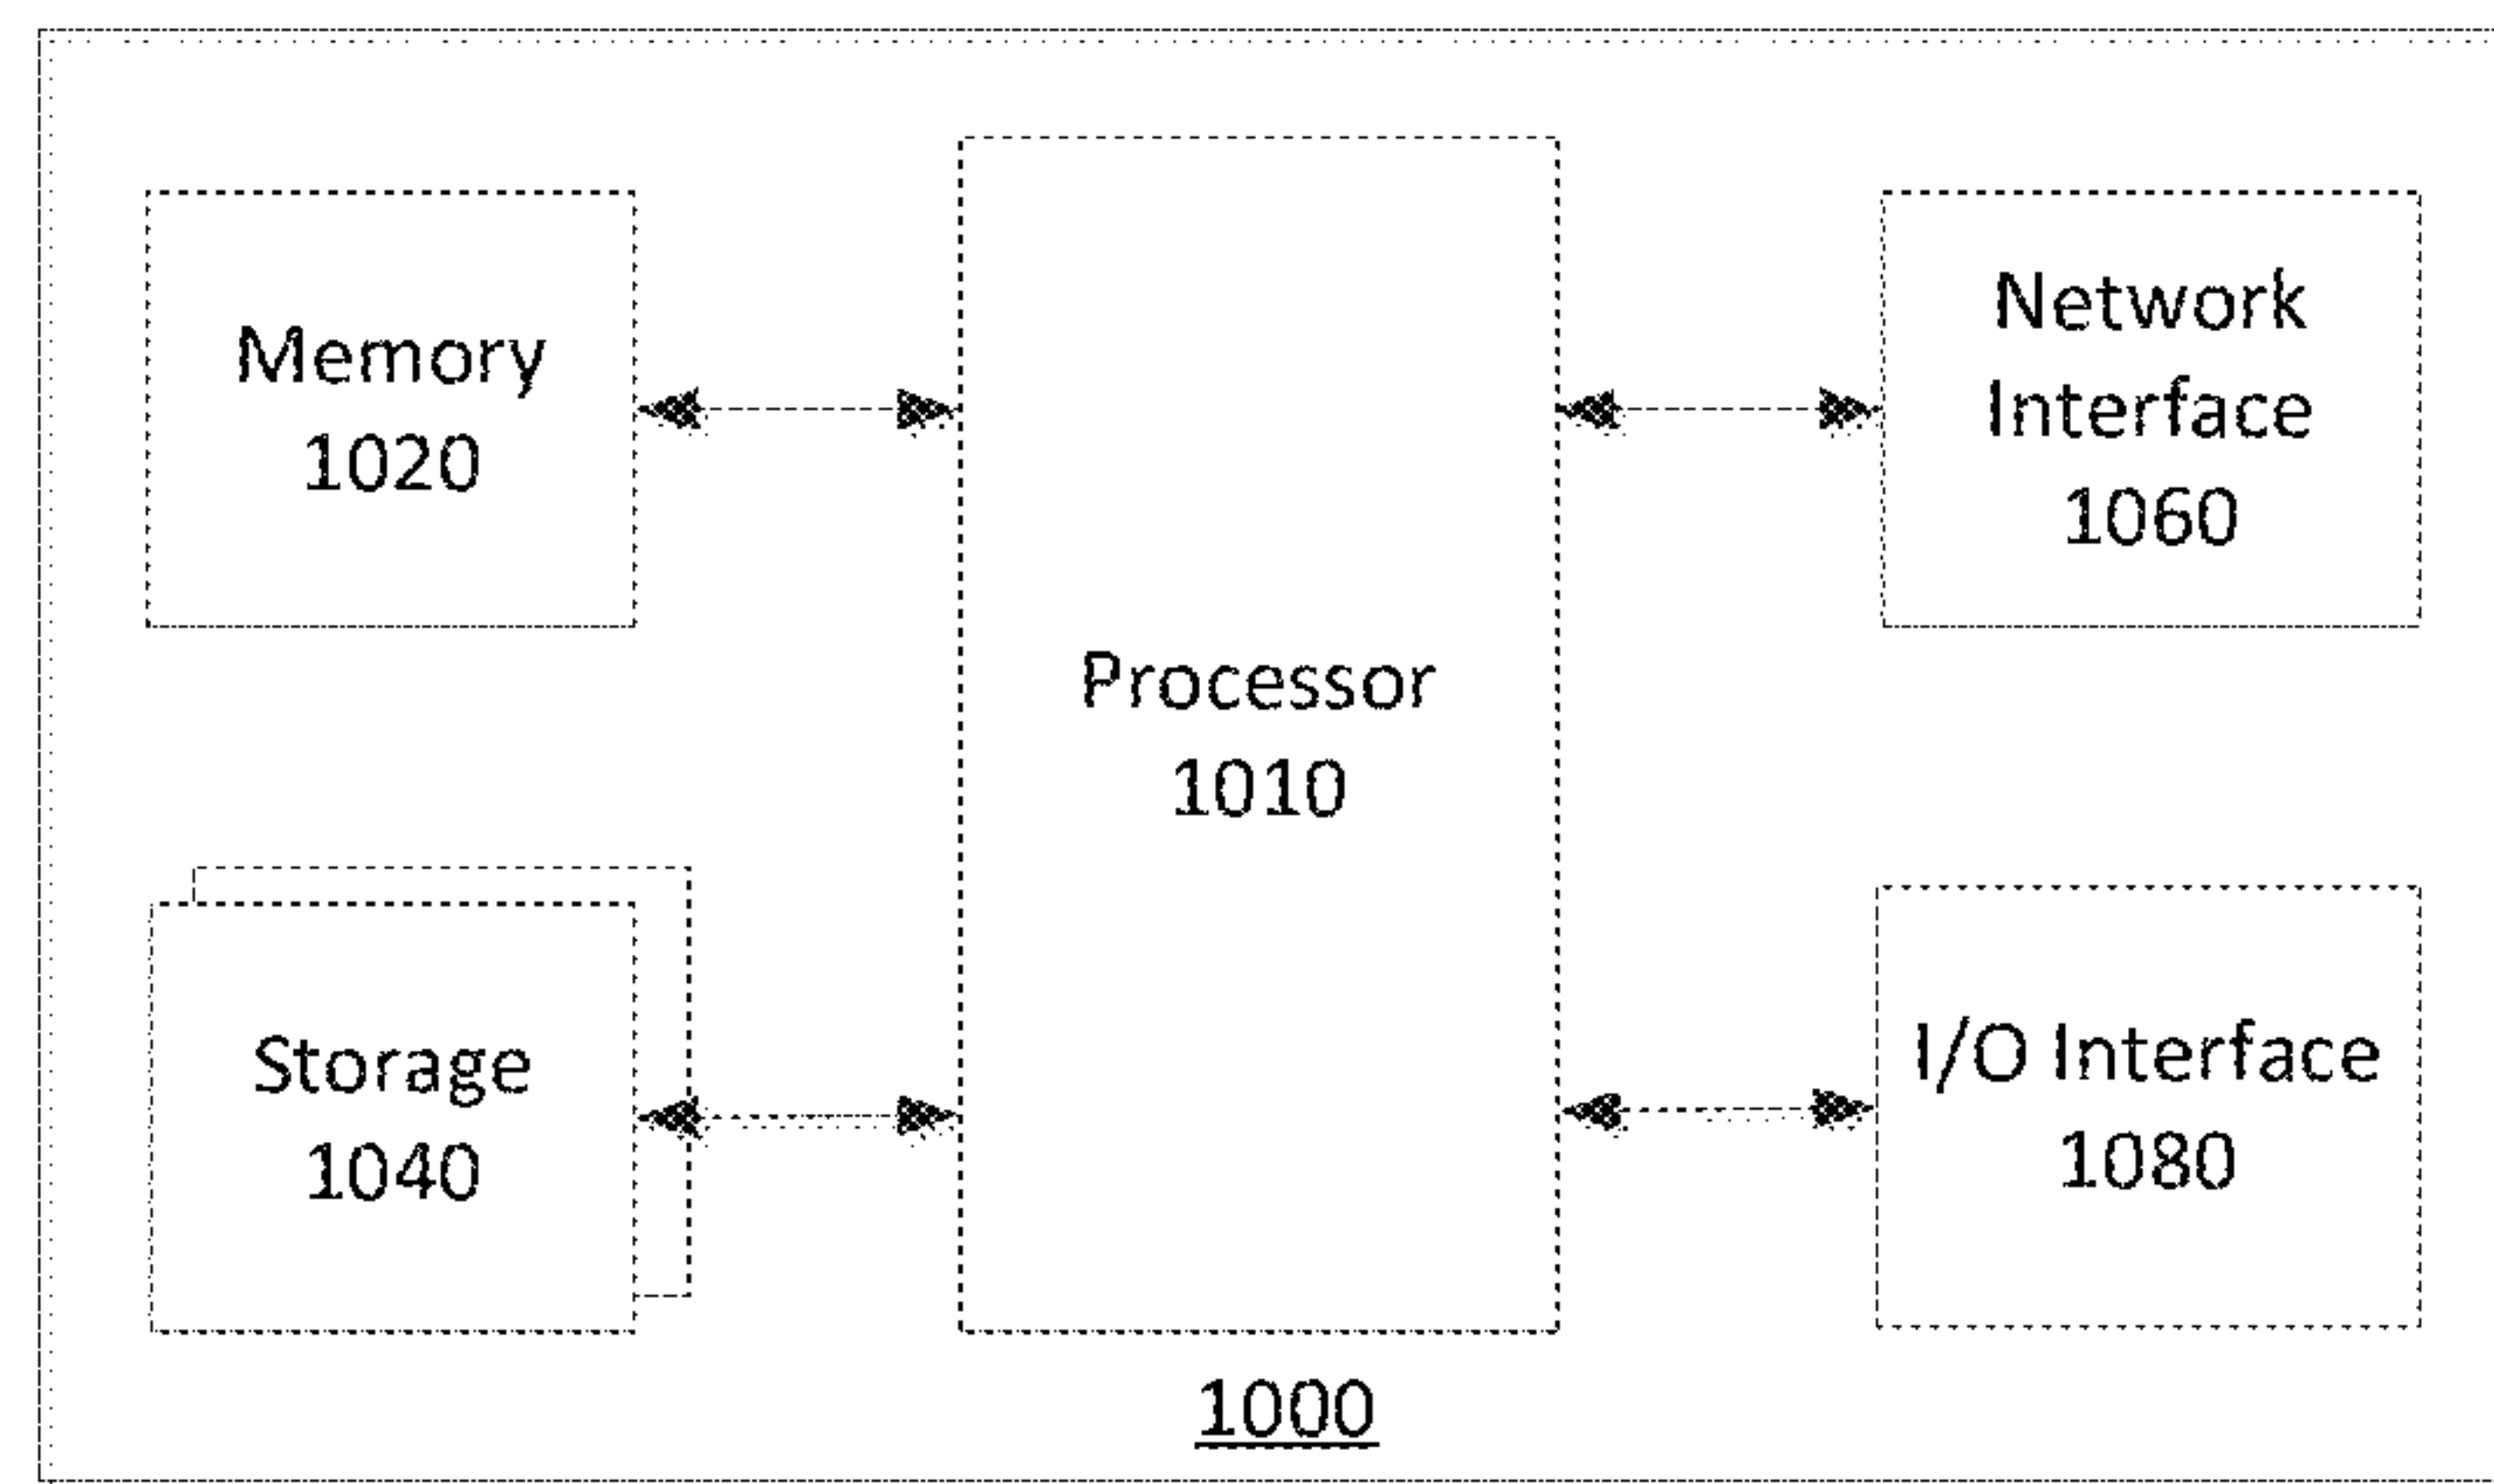 Memory
1020
Processor
1010
Network
Interface
1060
Storage
1040
I/O Interface
1080
1000